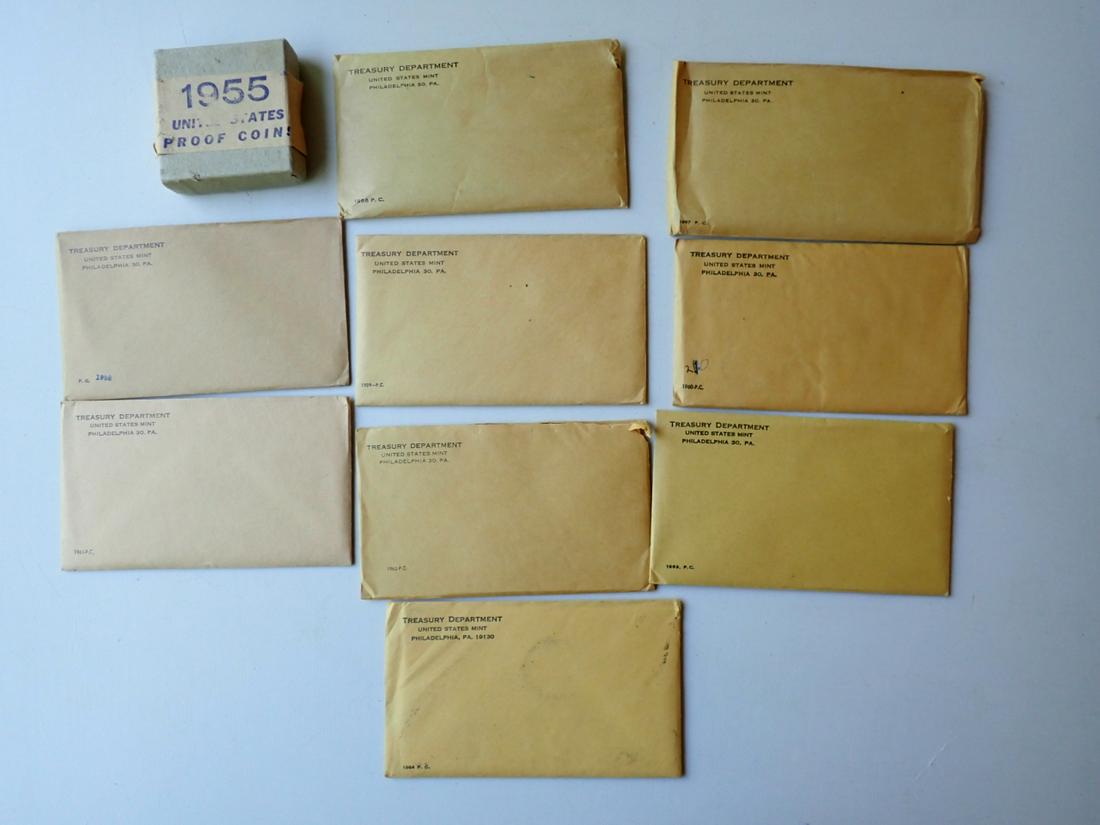 1955
UNITED STATES
PROOF COINS
TREASURY DEPARTMENT
UNITED STATES MINT
PHILADELPHIA 30, PA.
1956 P. C.
TREASURY DEPARTMENT
UNITED STATES MINT
PHILADELPHIA 30, PA.
1957 P. C.
TREASURY DEPARTMENT
UNITED STATES MINT
PHILADELPHIA 30, PA.
P. C. 1958
TREASURY DEPARTMENT
UNITED STATES MINT
PHILADELPHIA 30, PA.
1959-P.C.
TREASURY DEPARTMENT
UNITED STATES MINT
PHILADELPHIA 30, PA.
1960-P.C.
TREASURY DEPARTMENT
UNITED STATES MINT
PHILADELPHIA 30, PA.
1961-P.C.
TREASURY DEPARTMENT
UNITED STATES MINT
PHILADELPHIA 30, PA.
1962-P.C.
TREASURY DEPARTMENT
UNITED STATES MINT
PHILADELPHIA 30, PA.
1963, P.C.
TREASURY DEPARTMENT
UNITED STATES MINT
PHILADELPHIA, PA. 19130
1964 P. C.